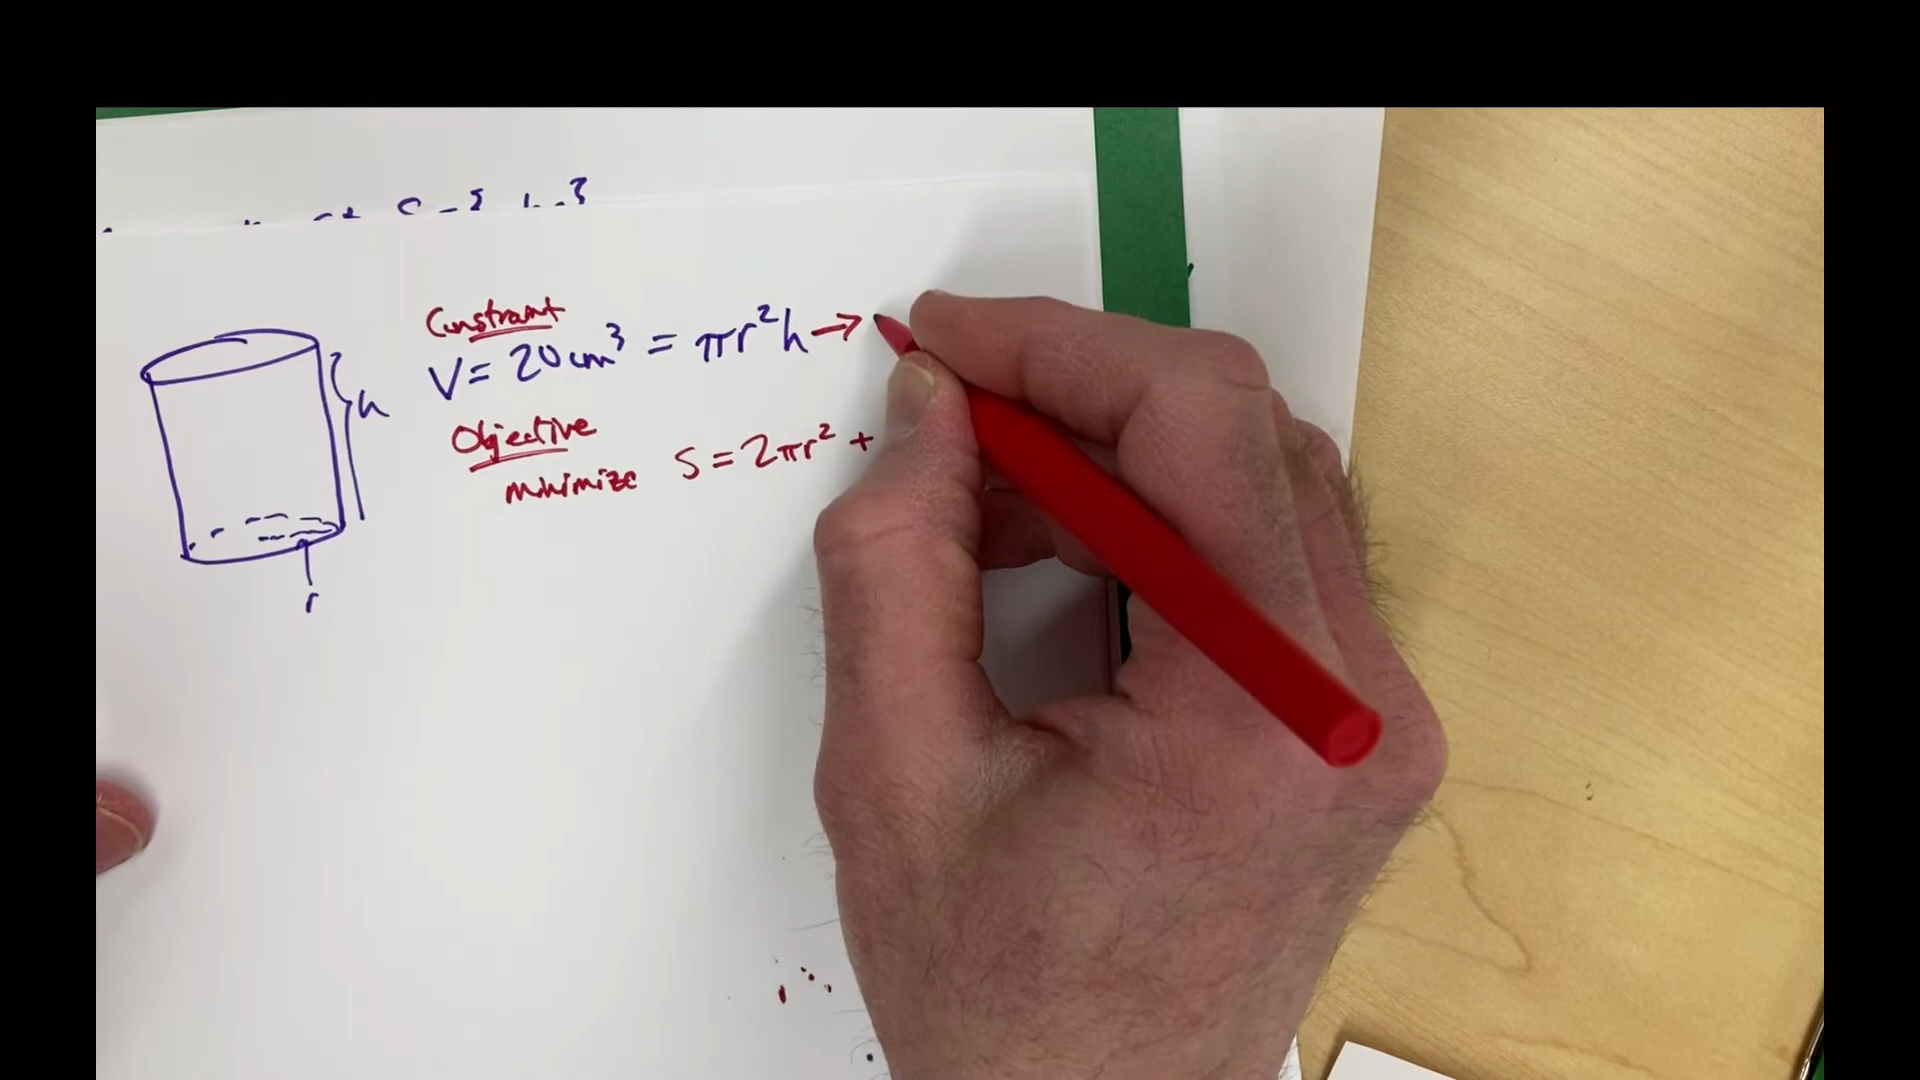 Constraint
V = 20 cm³ = πr²h →
h
Objective
minimize S = 2πr² +
r